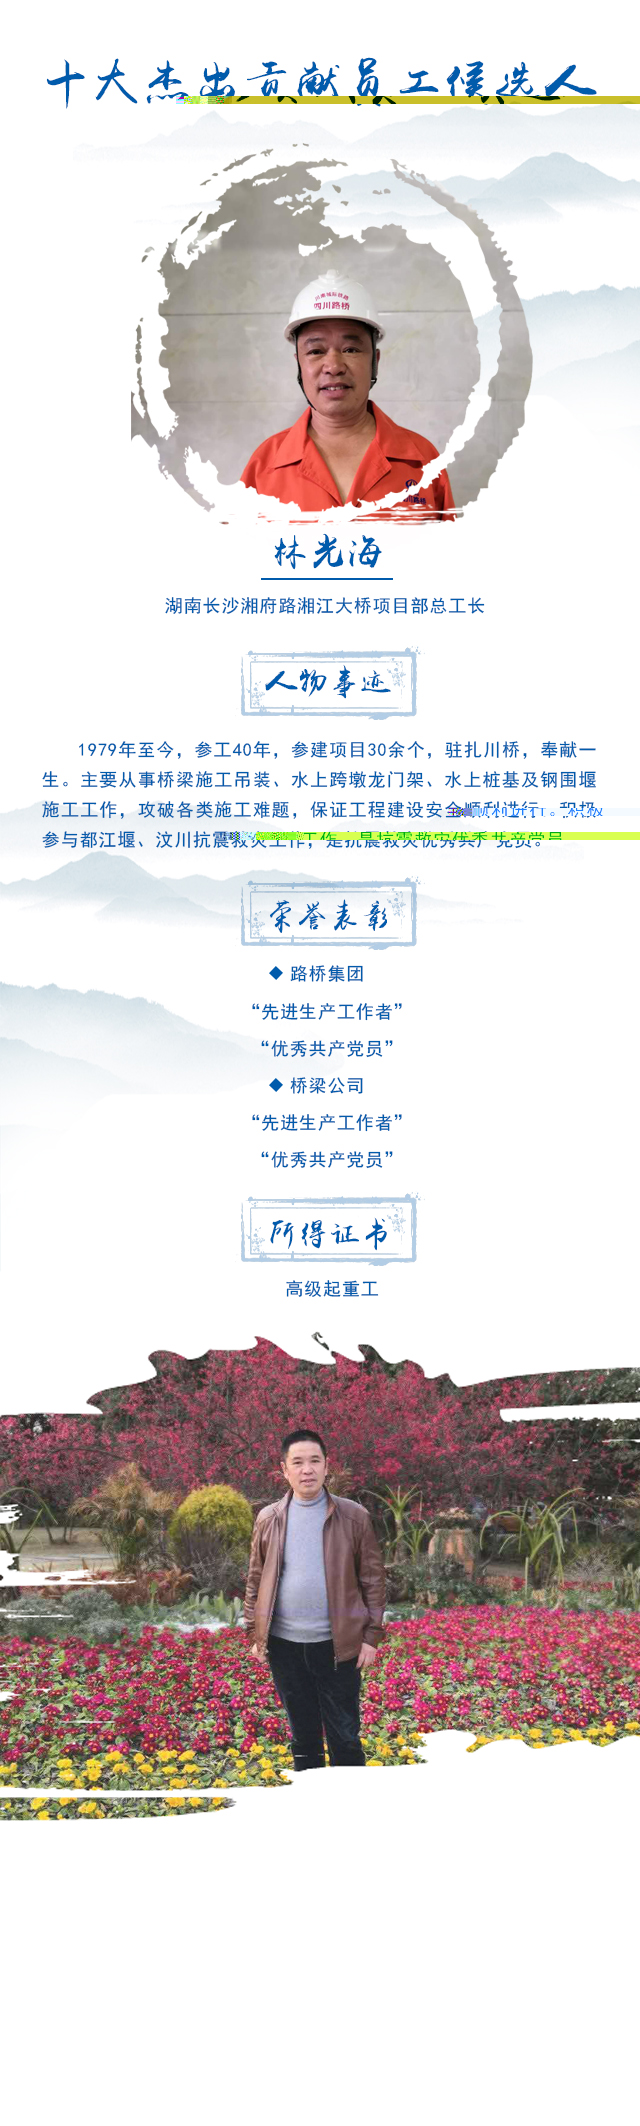 十大杰出贡献员工候选人
四川路桥
川路桥
林光海
湖南长沙湘府路湘江大桥项目部总工长
人物事迹
1979年至今，参工40年，参建项目30余个，驻扎川桥，奉献一
生。主要从事桥梁施工吊装、水上跨墩龙门架、水上桩基及钢围堰
施工工作，攻破各类施工难题，保证工程建设安全顺利进行。积极
参与都江堰、汶川抗震救灾工作，是抗震救灾优秀共产党员。
荣誉表彰
◆ 路桥集团
“先进生产工作者”
“优秀共产党员”
◆ 桥梁公司
“先进生产工作者”
“优秀共产党员”
所得证书
高级起重工